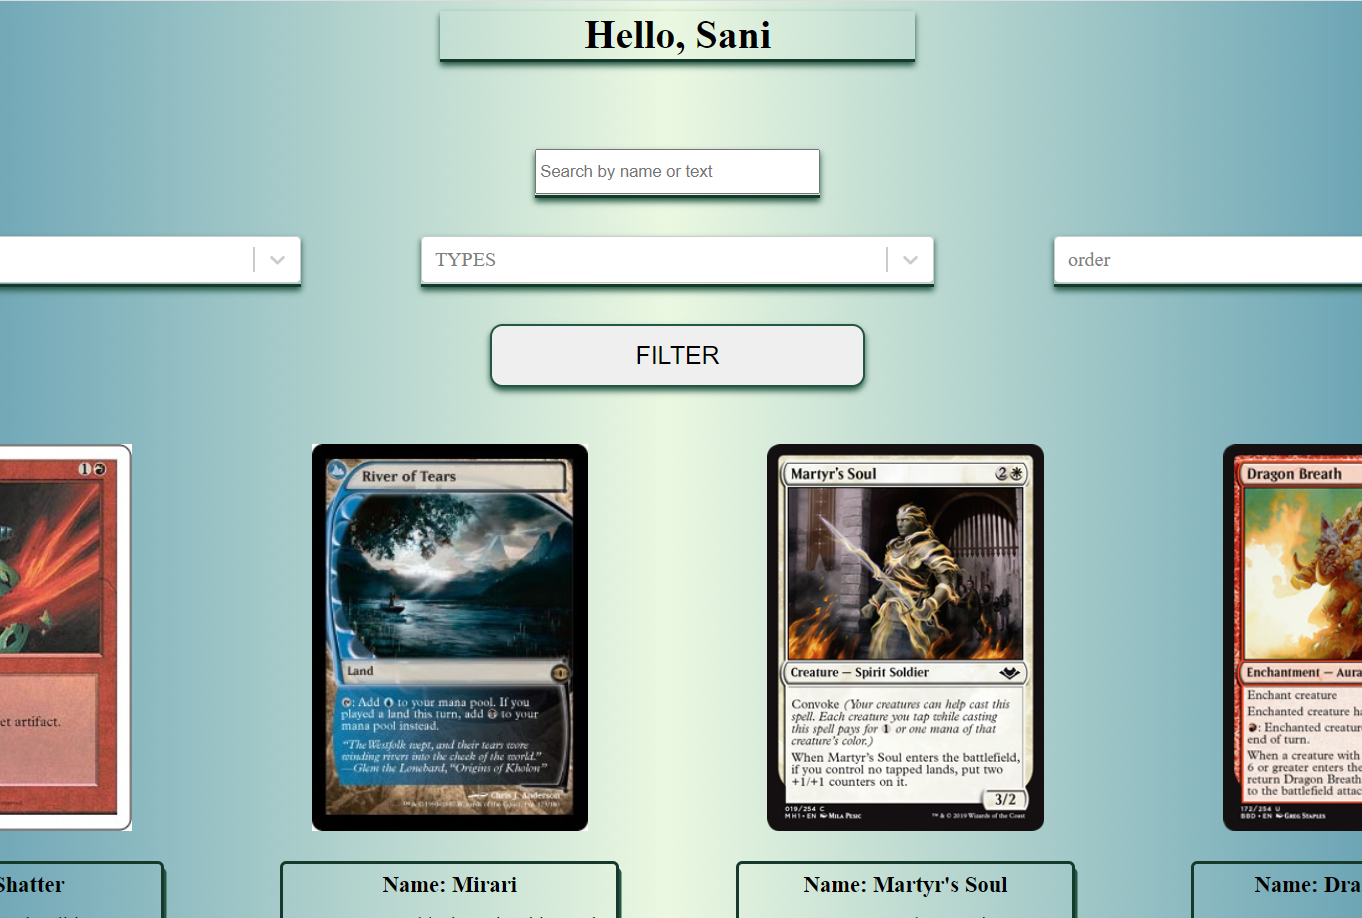 Hello, Sani
Search by name or text
TYPES
order
FILTER
1
et artifact.
River of Tears
Land
: Add to your mana pool. If you
played a land this turn, add to your
mana pool instead.
"The Westfolk wept, and their tears wore
winding rivers into the cheek of the world."
—Glem the Lonebard, "Origins of Kholon"
Chris J. Anderson
Martyr's Soul 2
Creature — Spirit Soldier
Convoke (Your creatures can help cast this
spell. Each creature you tap while casting
this spell pays for 1 or one mana of that
creature's color.)
When Martyr's Soul enters the battlefield,
if you control no tapped lands, put two
+1/+1 counters on it.
3/2
019/254 C
MH1 • EN Mila Pesic
™ & © 2019 Wizards of the Coast
Dragon Breath
Enchantment — Aura
Enchant creature
Enchanted creature ha
: Enchanted creature
end of turn.
When a creature with
6 or greater enters the
return Dragon Breath
to the battlefield attac
172/254 U
BBD • EN Greg Staples
Shatter
Name: Mirari
Name: Martyr's Soul
Name: Dra